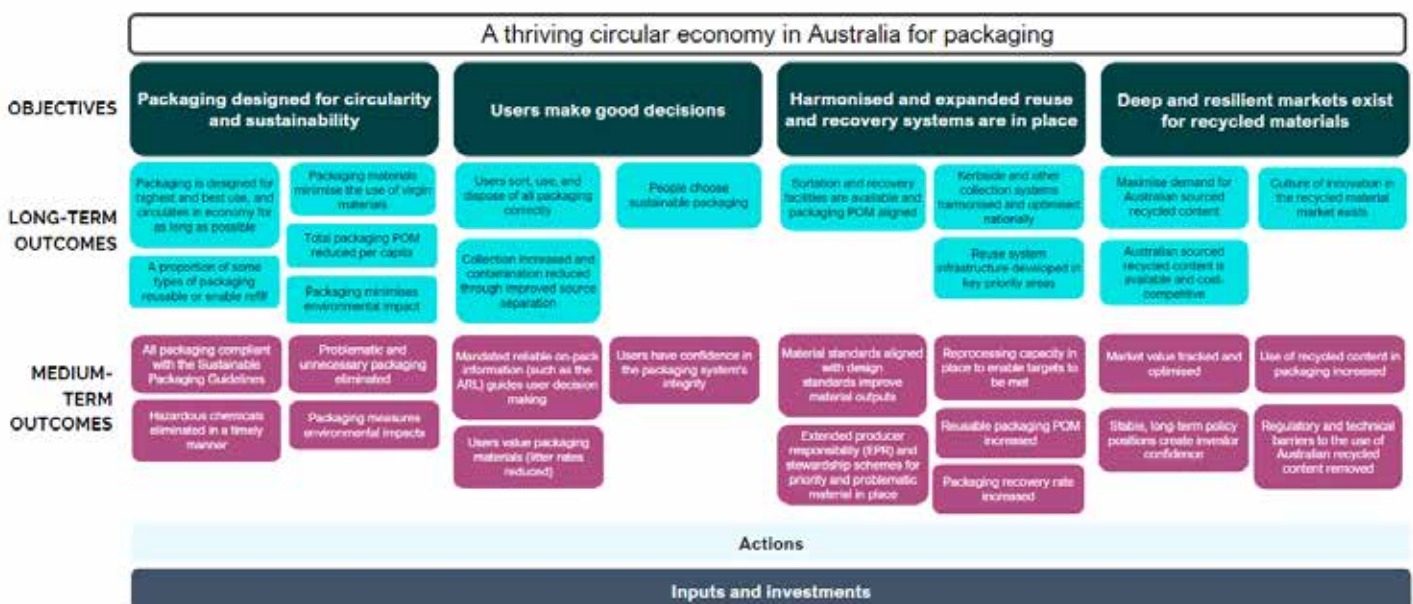 A thriving circular economy in Australia for packaging
OBJECTIVES
Packaging designed for circularity
and sustainability
Users make good decisions
Harmonised and expanded reuse
and recovery systems are in place
Deep and resilient markets exist
for recycled materials
LONG-TERM
OUTCOMES
Packaging is designed for
highest and best use, and
circulates in economy for
as long as possible
A proportion of some
types of packaging
reusable or enable refill
Packaging materials
minimise the use of virgin
materials
Total packaging POM
reduced per capita
Packaging minimises
environmental impact
Users sort, use, and
dispose of all packaging
correctly
Collection increased and
contamination reduced
through improved source
separation
People choose
sustainable packaging
Sortation and recovery
facilities are available and
packaging POM aligned
Kerbside and other
collection systems
harmonised and optimised
nationally
Reuse system
infrastructure developed in
key priority areas
Maximise demand for
Australian sourced
recycled content
Australian sourced
recycled content is
available and cost-
competitive
Culture of innovation in
the recycled material
market exists
MEDIUM-
TERM
OUTCOMES
All packaging compliant
with the Sustainable
Packaging Guidelines
Hazardous chemicals
eliminated in a timely
manner
Problematic and
unnecessary packaging
eliminated
Packaging measures
environmental impacts
Mandated reliable on-pack
information (such as the
ARL) guides user decision
making
Users value packaging
materials (litter rates
reduced)
Users have confidence in
the packaging system's
integrity
Material standards aligned
with design
standards improve
material outputs
Extended producer
responsibility (EPR) and
stewardship schemes for
priority and problematic
material in place
Reprocessing capacity in
place to enable targets to
be met
Reusable packaging POM
increased
Packaging recovery rate
increased
Market value tracked and
optimised
Stable, long-term policy
positions create investor
confidence
Use of recycled content in
packaging increased
Regulatory and technical
barriers to the use of
Australian recycled
content removed
Actions
Inputs and investments